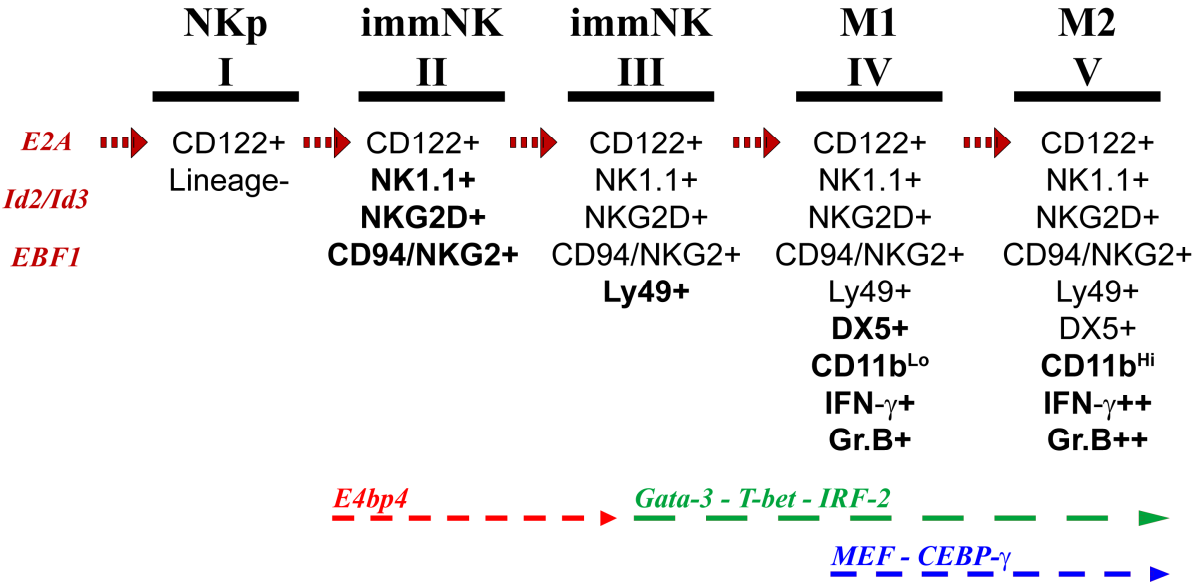 NKp immNK immNK M1 M2
I II III IV V
E2A CD122+ CD122+ CD122+ CD122+ CD122+
Lineage- NK1.1+ NK1.1+ NK1.1+ NK1.1+
Id2/Id3 NKG2D+ NKG2D+ NKG2D+ NKG2D+
EBF1 CD94/NKG2+ CD94/NKG2+ CD94/NKG2+ CD94/NKG2+
Ly49+ Ly49+ Ly49+
DX5+ DX5+
CD11bLo CD11bHi
IFN-γ+ IFN-γ++
Gr.B+ Gr.B++
E4bp4 Gata-3 - T-bet - IRF-2
MEF - CEBP-γ